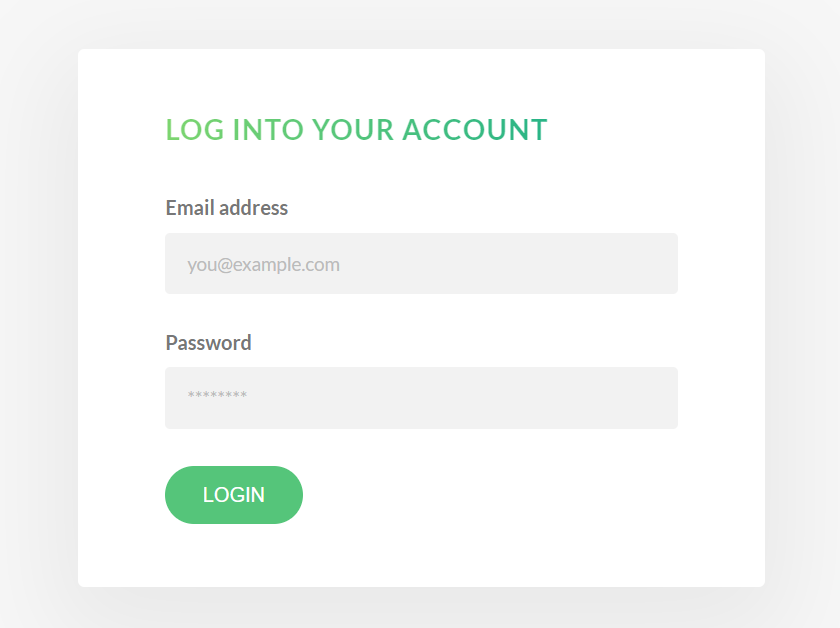 LOG INTO YOUR ACCOUNT
Email address
you@example.com
Password
********
LOGIN